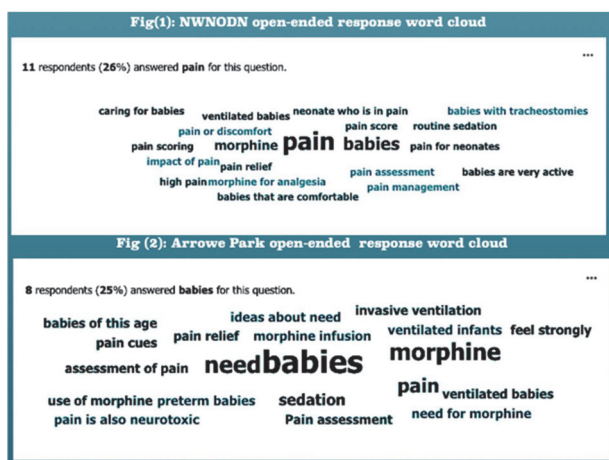 Fig(1): NWNODN open-ended response word cloud
...
11 respondents (26%) answered pain for this question.
caring for babies ventilated babies neonate who is in pain babies with tracheostomies
pain or discomfort pain score routine sedation
pain scoring morphine pain babies pain for neonates
impact of pain pain relief pain assessment babies are very active
high pain morphine for analgesia pain management
babies that are comfortable
Fig (2): Arrowe Park open-ended response word cloud
...
8 respondents (25%) answered babies for this question.
babies of this age ideas about need invasive ventilation
pain cues pain relief morphine infusion ventilated infants feel strongly
assessment of pain need babies morphine
pain ventilated babies
use of morphine preterm babies sedation
pain is also neurotoxic Pain assessment need for morphine